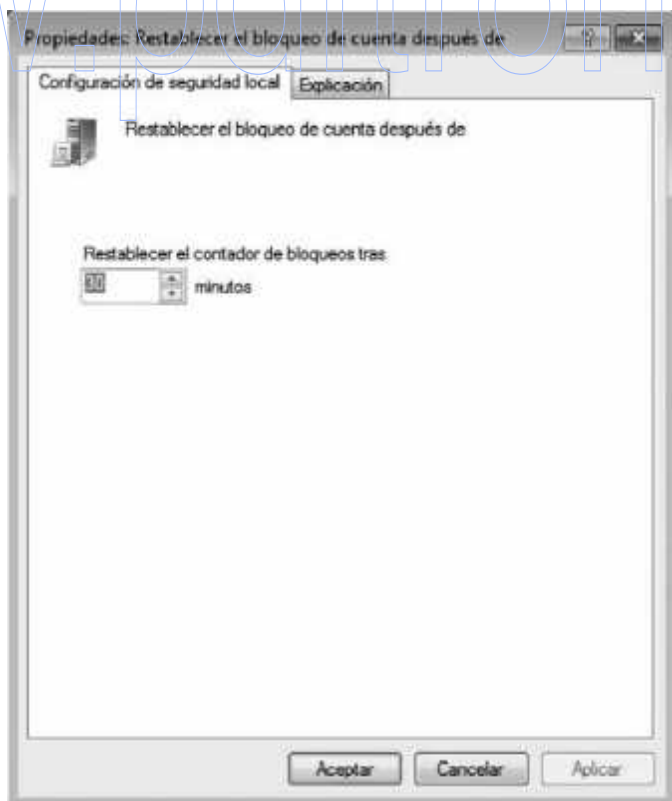 Propiedades: Restablecer el bloqueo de cuenta después de
Configuración de seguridad local
Explicación
Restablecer el bloqueo de cuenta después de
Restablecer el contador de bloqueos tras
minutos
Aceptar
Cancelar
Aplicar